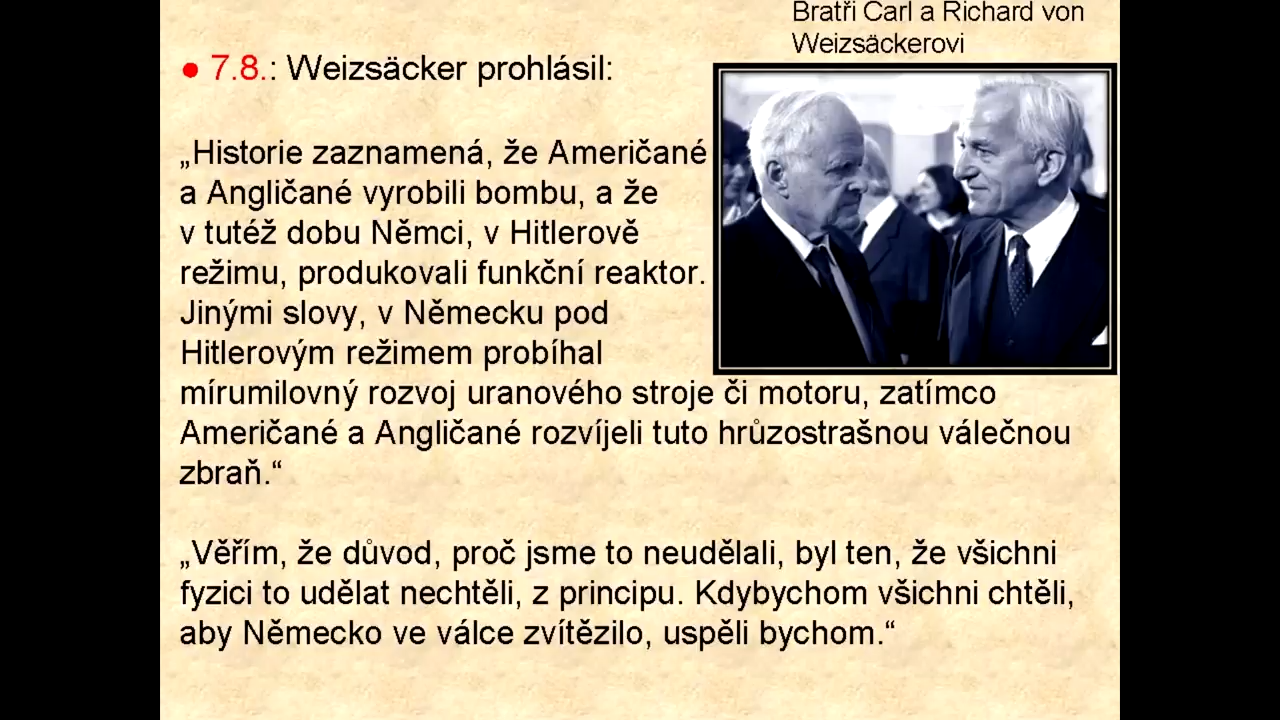 Bratři Carl a Richard von
Weizsäckerovi
● 7.8.: Weizsäcker prohlásil:
„Historie zaznamená, že Američané
a Angličané vyrobili bombu, a že
v tutéž dobu Němci, v Hitlerově
režimu, produkovali funkční reaktor.
Jinými slovy, v Německu pod
Hitlerovým režimem probíhal
mírumilovný rozvoj uranového stroje či motoru, zatímco
Američané a Angličané rozvíjeli tuto hrůzostrašnou válečnou
zbraň.“
„Věřím, že důvod, proč jsme to neudělali, byl ten, že všichni
fyzici to udělat nechtěli, z principu. Kdybychom všichni chtěli,
aby Německo ve válce zvítězilo, uspěli bychom.“